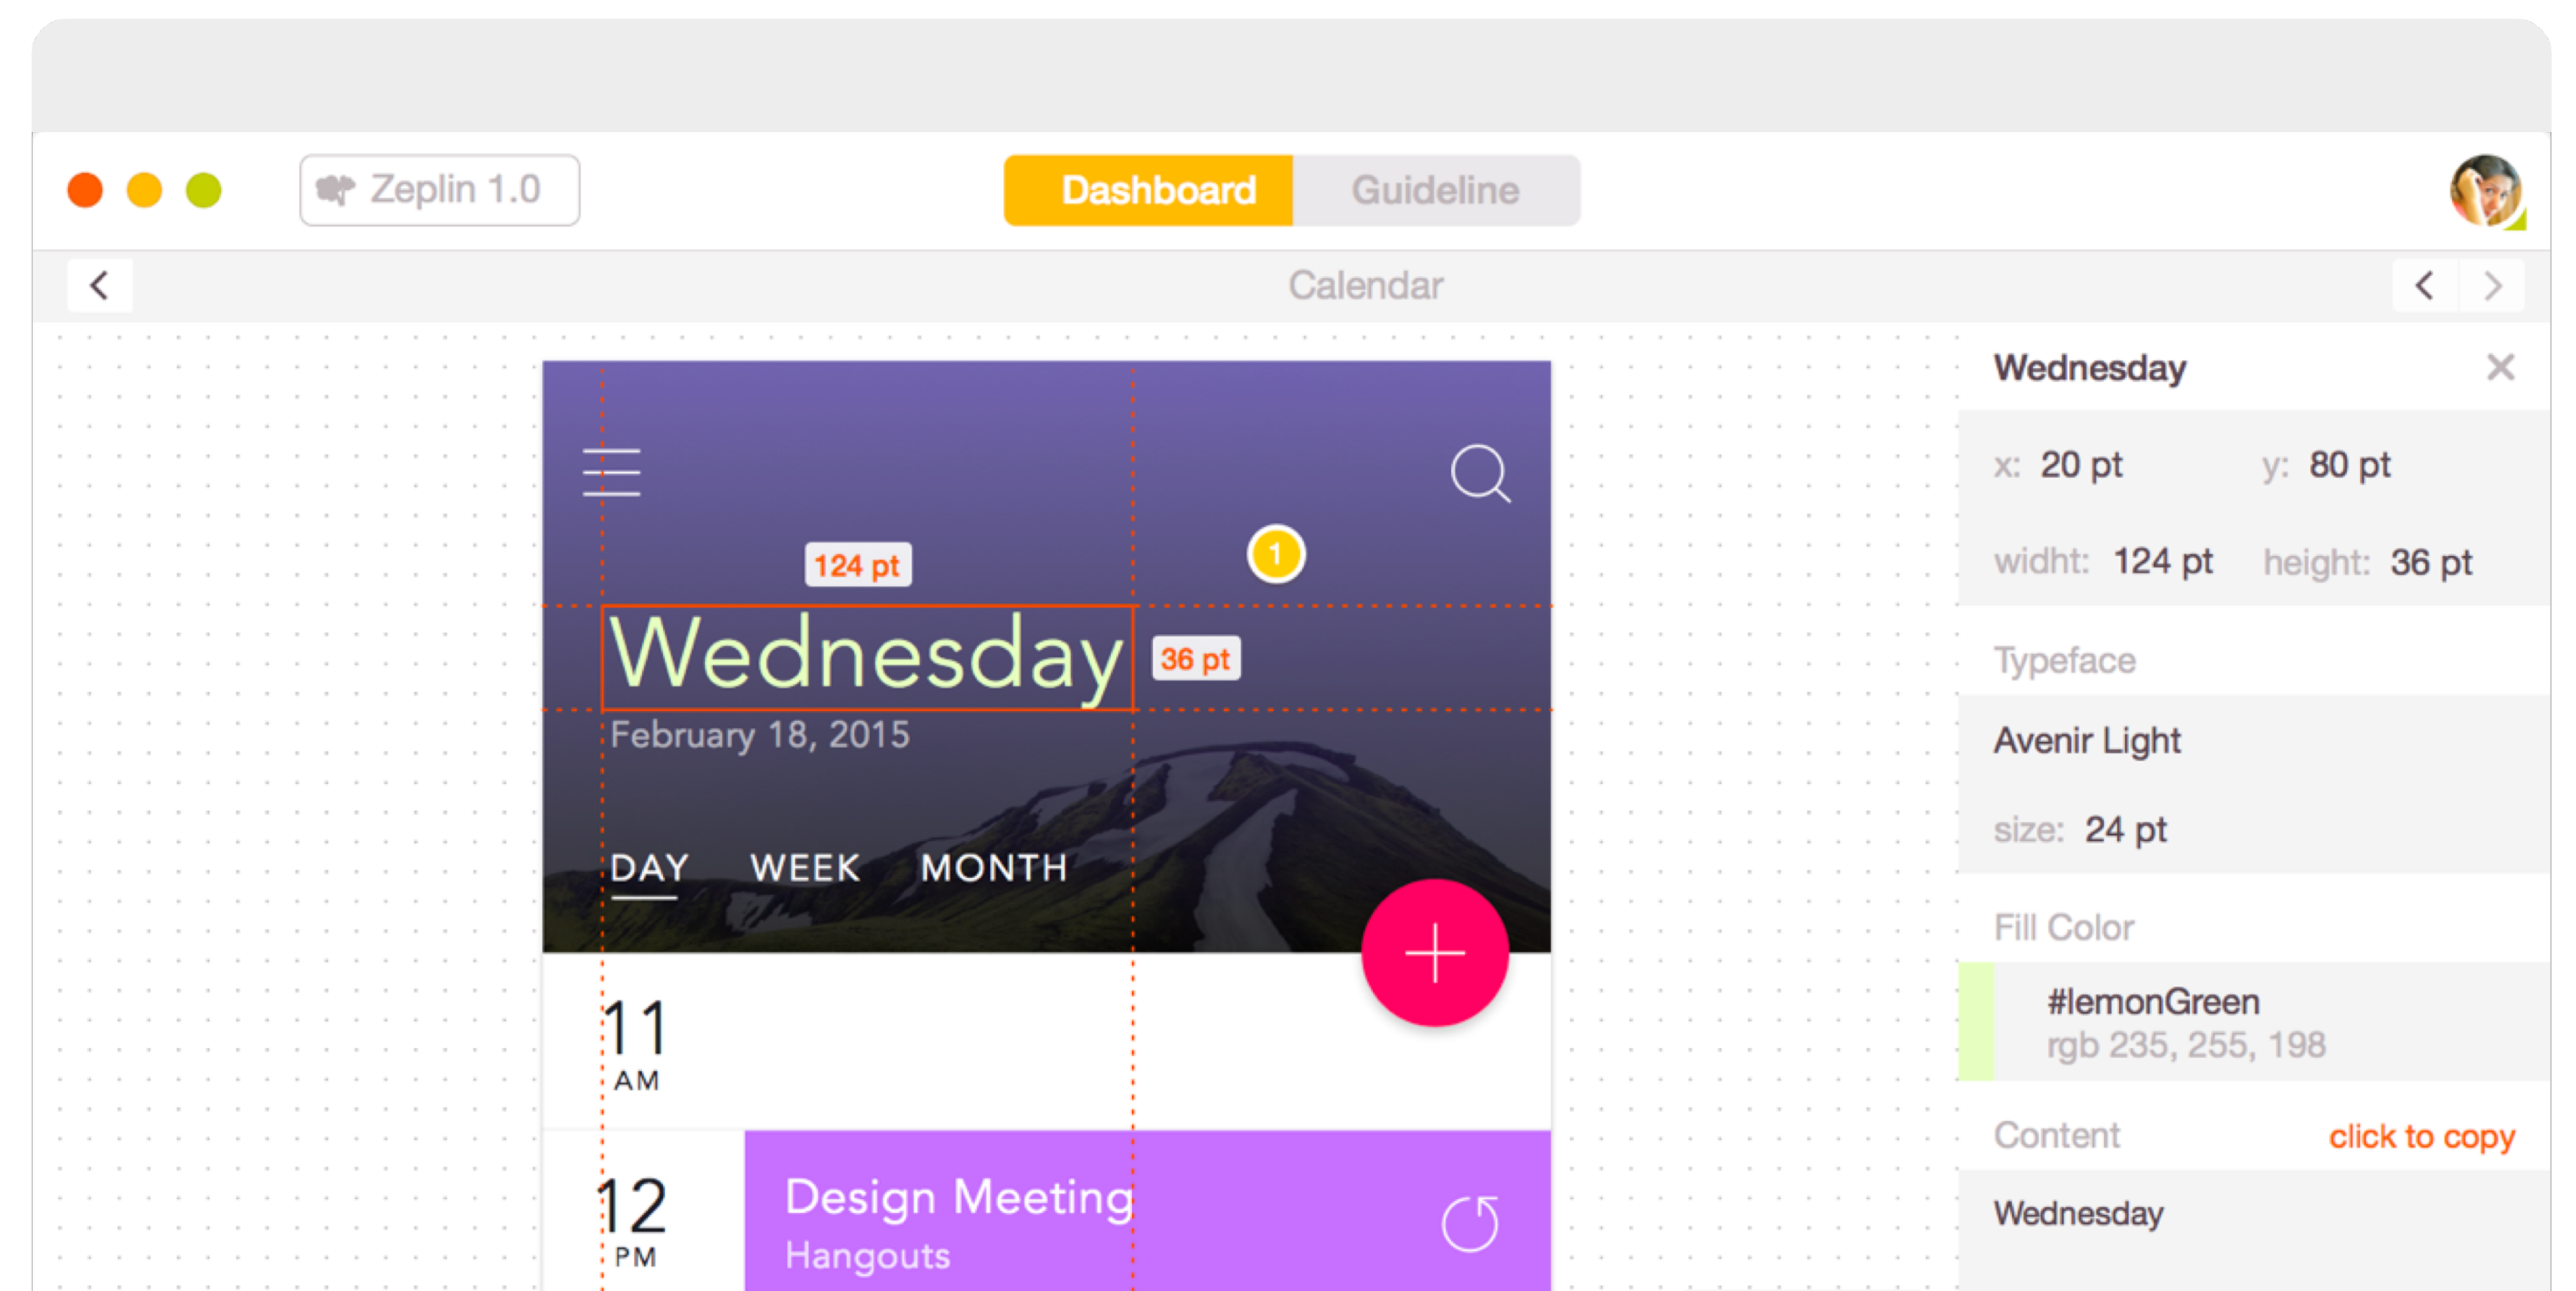 Zeplin 1.0
Dashboard Guideline
Calendar
124 pt
1
Wednesday
36 pt
February 18, 2015
DAY WEEK MONTH
11
AM
12
PM
Design Meeting
Hangouts
Wednesday
x: 20 pt y: 80 pt
widht: 124 pt height: 36 pt
Typeface
Avenir Light
size: 24 pt
Fill Color
#lemonGreen
rgb 235, 255, 198
Content click to copy
Wednesday